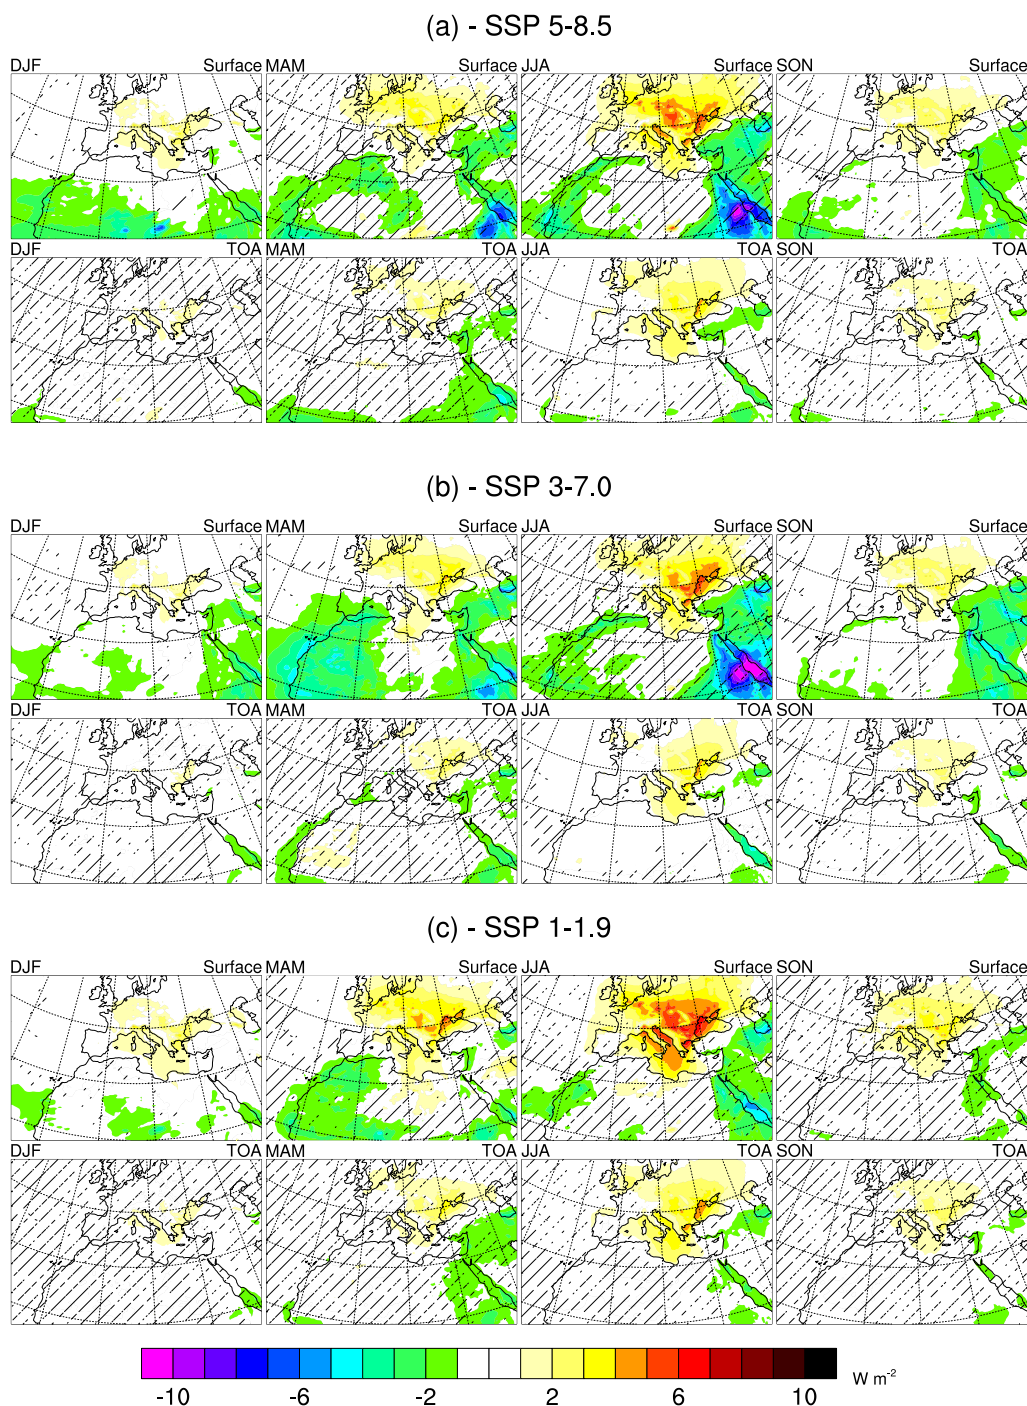 (a) - SSP 5-8.5
DJF Surface MAM Surface JJA Surface SON Surface
DJF TOA MAM TOA JJA TOA SON TOA
(b) - SSP 3-7.0
DJF Surface MAM Surface JJA Surface SON Surface
DJF TOA MAM TOA JJA TOA SON TOA
(c) - SSP 1-1.9
DJF Surface MAM Surface JJA Surface SON Surface
DJF TOA MAM TOA JJA TOA SON TOA
-10 -6 -2 2 6 10 W m⁻²